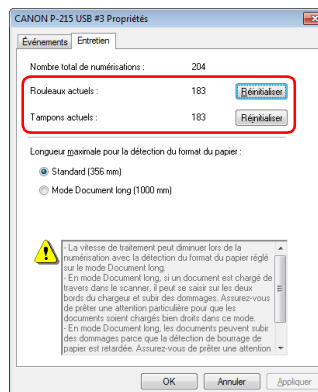 CANON P-215 USB #3 Propriétés
Événements Entretien
Nombre total de numérisations : 204
Rouleaux actuels : 183 Réinitialiser
Tampons actuels : 183 Réinitialiser
Longueur maximale pour la détection du format du papier :
Standard (356 mm)
Mode Document long (1000 mm)
- La vitesse de traitement peut diminuer lors de la
numérisation avec la détection du format du papier réglé
sur le mode Document long.
- En mode Document long, si un document est chargé de
travers dans le scanner, il peut se saisir sur les deux
bords du chargeur et subir des dommages. Assurez-vous
de prêter une attention particulière pour que les
documents soient chargés bien droits dans ce mode.
- En mode Document long, les documents peuvent subir
des dommages parce que la détection de bourrage de
papier est retardée. Assurez-vous de prêter une attention
OK Annuler Appliquer